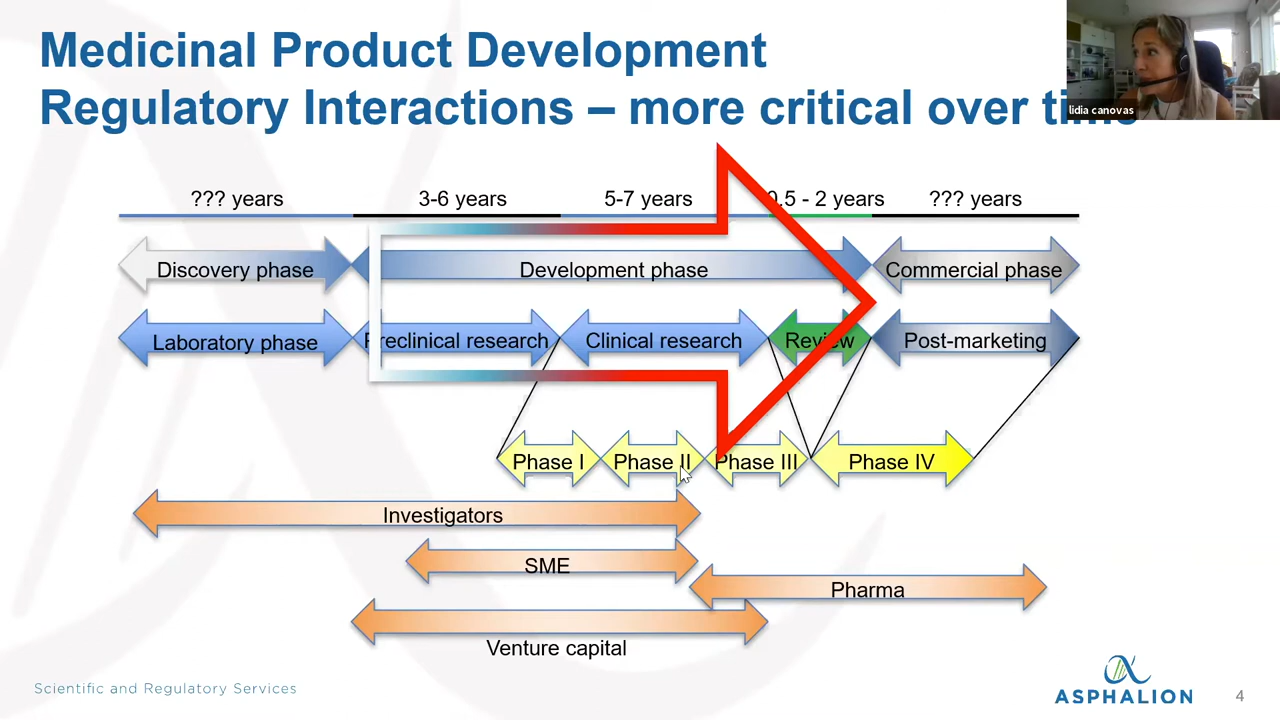 Medicinal Product Development
Regulatory Interactions – more critical over time
lidia canovas
??? years
3-6 years
5-7 years
0.5 - 2 years
??? years
Discovery phase
Development phase
Commercial phase
Laboratory phase
Preclinical research
Clinical research
Review
Post-marketing
Phase I
Phase II
Phase III
Phase IV
Investigators
SME
Pharma
Venture capital
Scientific and Regulatory Services
ASPHALION
4